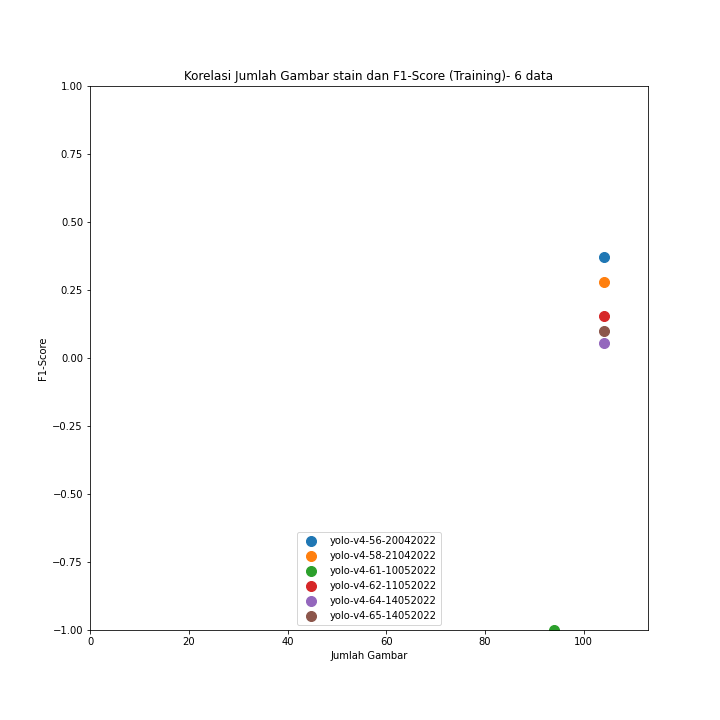 Korelasi Jumlah Gambar stain dan F1-Score (Training)- 6 data
1.00
0.75
0.50
0.25
0.00
−0.25
−0.50
−0.75
−1.00
F1-Score
yolo-v4-56-20042022
yolo-v4-58-21042022
yolo-v4-61-10052022
yolo-v4-62-11052022
yolo-v4-64-14052022
yolo-v4-65-14052022
0 20 40 60 80 100
Jumlah Gambar